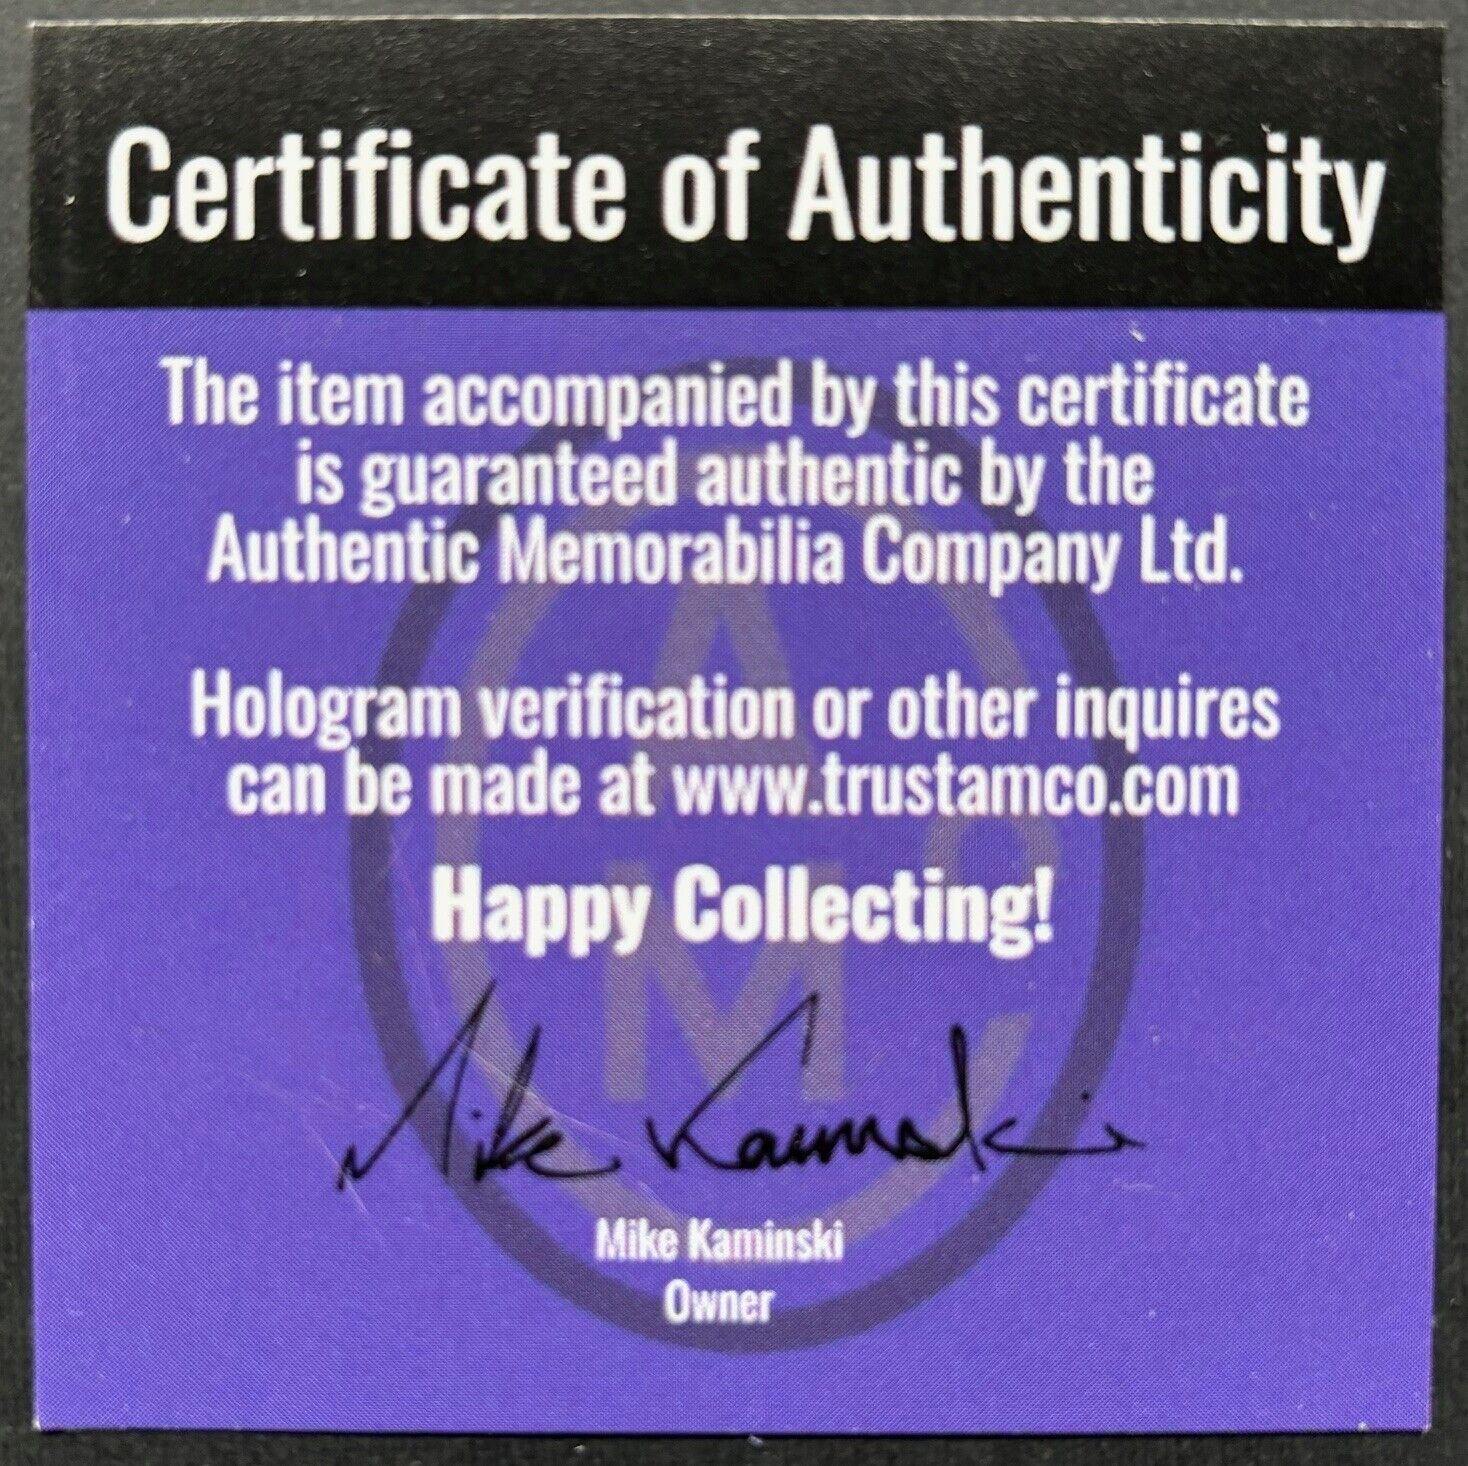 Certificate of Authenticity
The item accompanied by this certificate
is guaranteed authentic by the
Authentic Memorabilia Company Ltd.
Hologram verification or other inquires
can be made at www.trustamco.com
Happy Collecting!
Mike Kaminski
Mike Kaminski
Owner